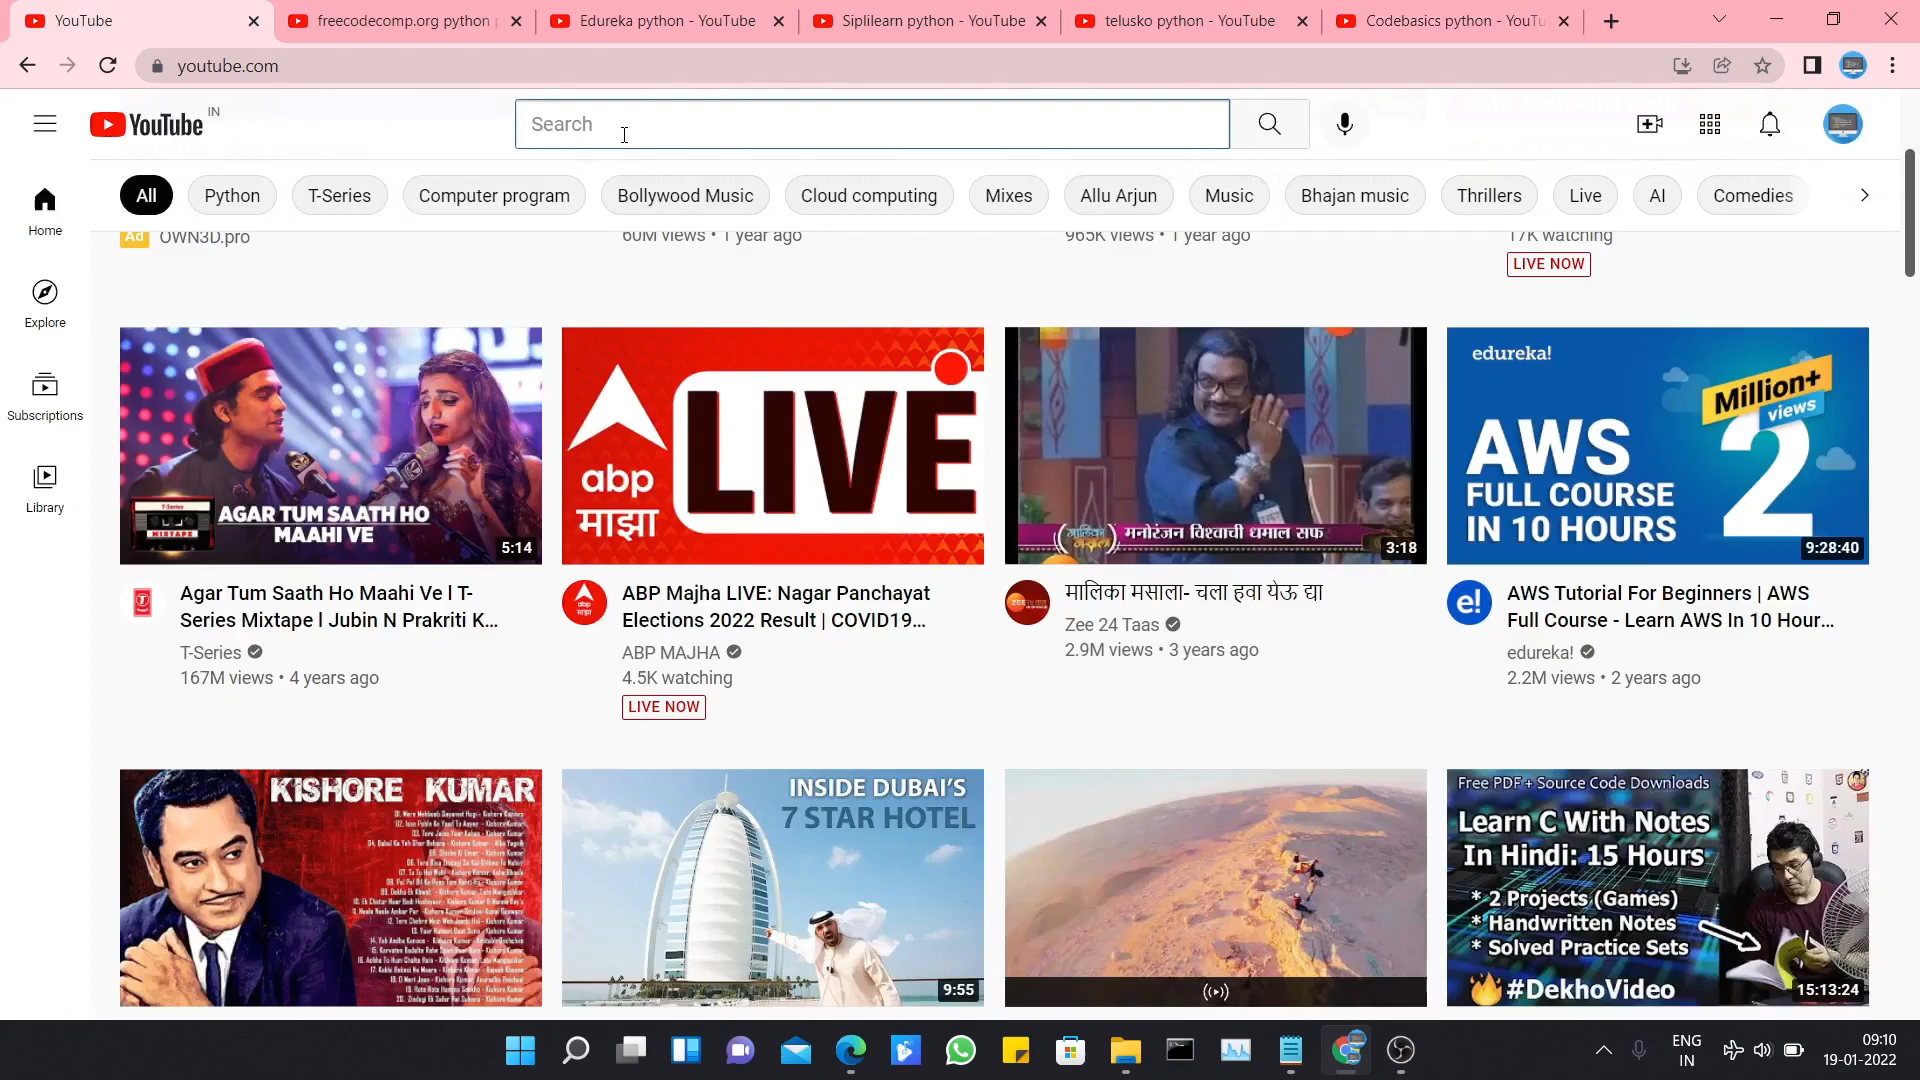 YouTube
freecodecomp.org python
Edureka python - YouTube
Siplilearn python - YouTube
telusko python - YouTube
Codebasics python - YouTu
youtube.com
YouTube IN
Search
All
Python
T-Series
Computer program
Bollywood Music
Cloud computing
Mixes
Allu Arjun
Music
Bhajan music
Thrillers
Live
AI
Comedies
Home
Explore
Subscriptions
Library
Ad OWN3D.pro
60M views • 1 year ago
965K views • 1 year ago
17K watching
LIVE NOW
T-Series
MIXTAPE
AGAR TUM SAATH HO
MAAHI VE
5:14
abp
माझा
LIVE
मनोरंजन विश्वाची धमाल सफ
3:18
edureka!
Million+
views
AWS
FULL COURSE
IN 10 HOURS
2
9:28:40
Agar Tum Saath Ho Maahi Ve l T-
Series Mixtape l Jubin N Prakriti K...
T-Series
167M views • 4 years ago
ABP Majha LIVE: Nagar Panchayat
Elections 2022 Result | COVID19...
ABP MAJHA
4.5K watching
LIVE NOW
मालिका मसाला- चला हवा येऊ द्या
Zee 24 Taas
2.9M views • 3 years ago
e!
AWS Tutorial For Beginners | AWS
Full Course - Learn AWS In 10 Hour...
edureka!
2.2M views • 2 years ago
KISHORE KUMAR
INSIDE DUBAI'S
7 STAR HOTEL
9:55
Free PDF + Source Code Downloads
Learn C With Notes
In Hindi: 15 Hours
* 2 Projects (Games)
* Handwritten Notes
* Solved Practice Sets
#DekhoVideo
15:13:24
ENG
IN
09:10
19-01-2022